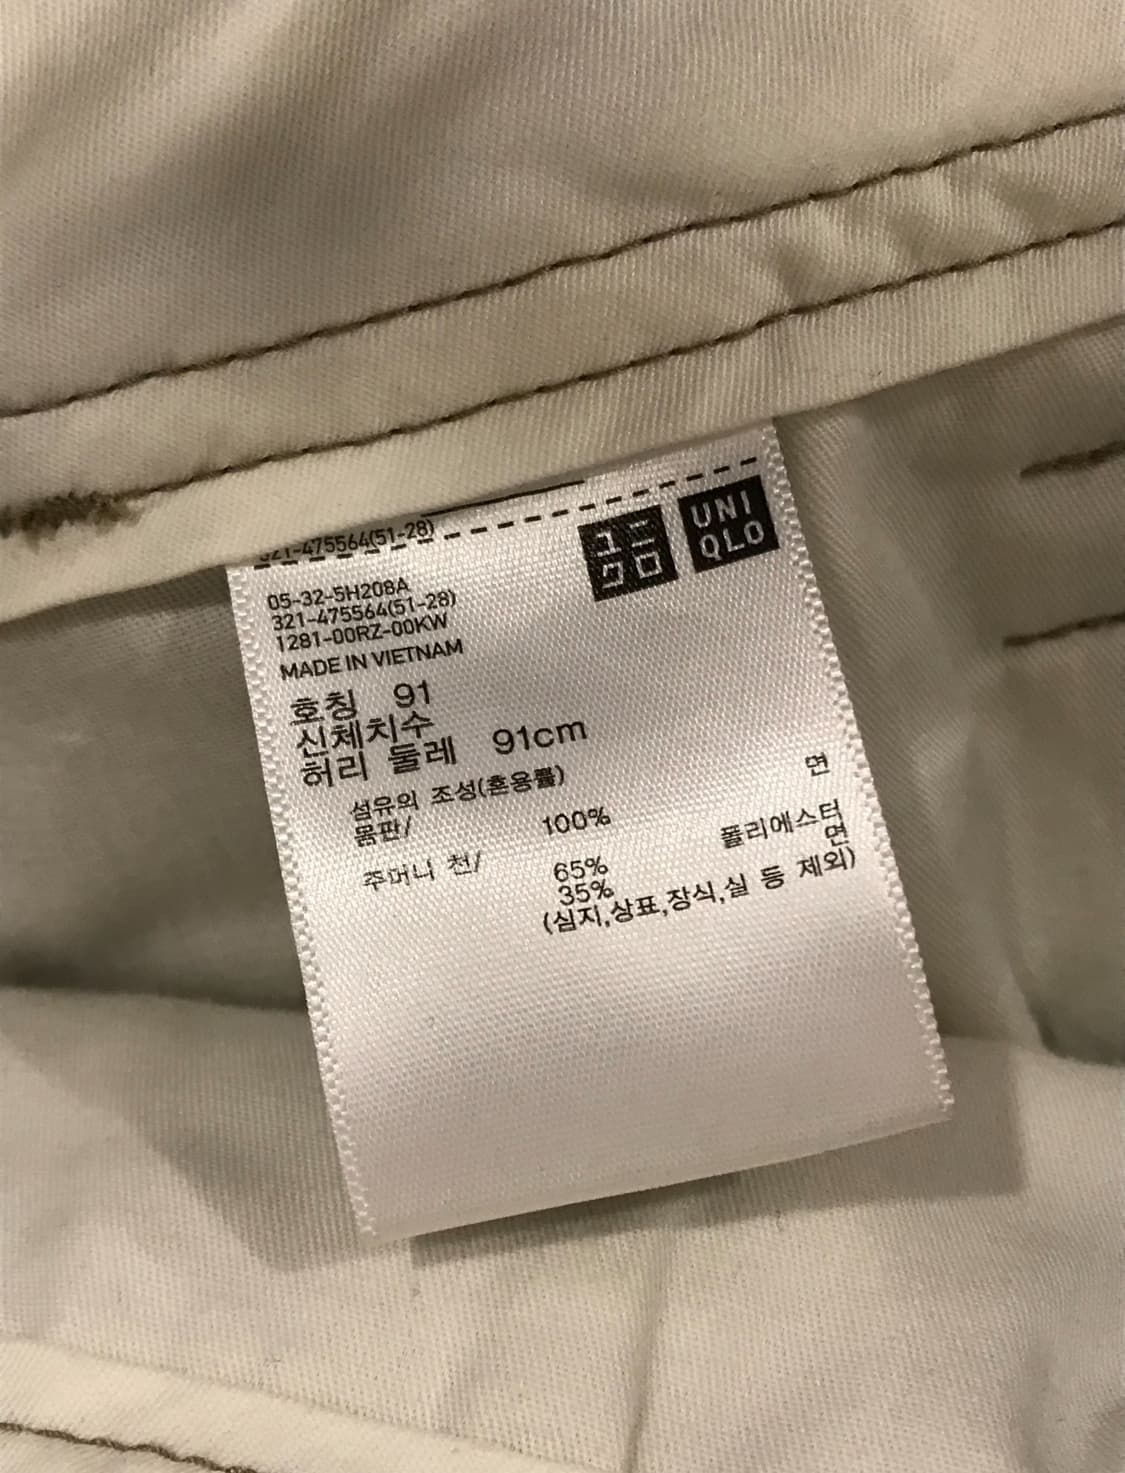 321-475564(51-28)
ユニ
クロ
UNI
QLO
05-32-5H208A
321-475564(51-28)
1281-00RZ-00KW
MADE IN VIETNAM
호칭 91
신체치수
허리 둘레 91cm
섬유의 조성(혼용률)
몸판/ 100% 면
주머니 천/ 65% 폴리에스터
35% 면
(심지,상표,장식,실 등 제외)